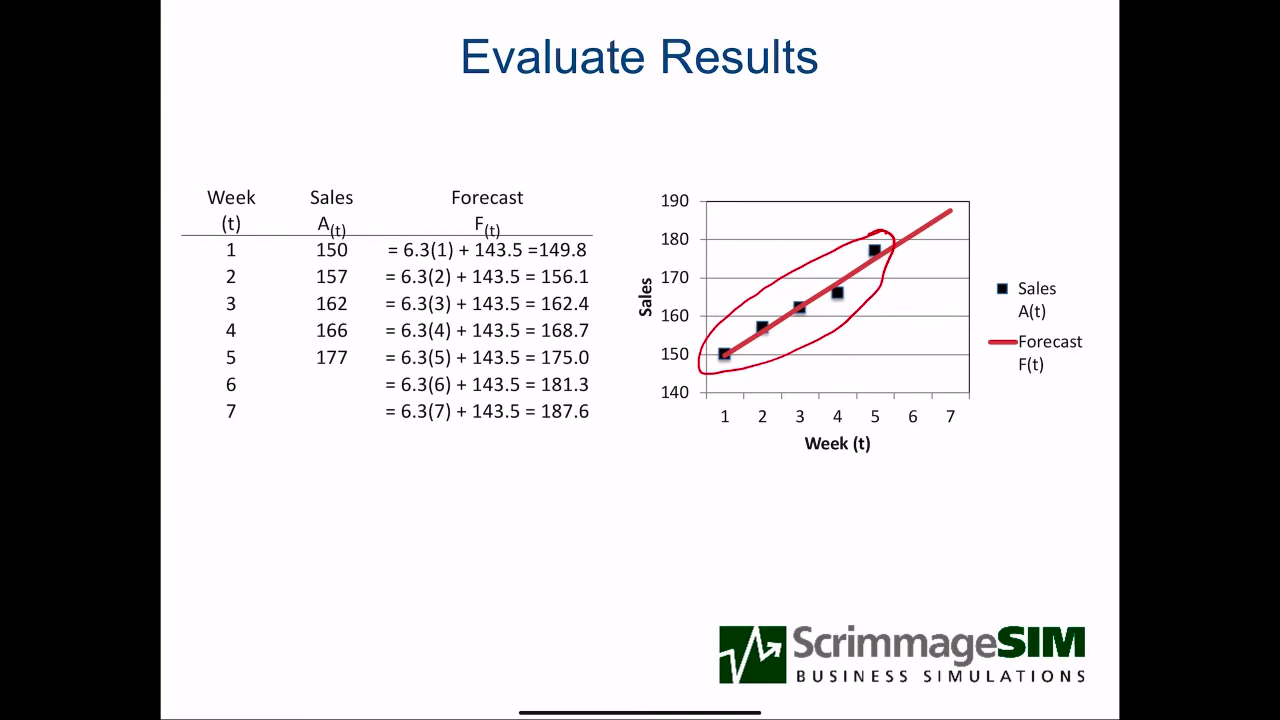 Evaluate Results
Week Sales Forecast
(t) A(t) F(t)
1 150 = 6.3(1) + 143.5 =149.8
2 157 = 6.3(2) + 143.5 = 156.1
3 162 = 6.3(3) + 143.5 = 162.4
4 166 = 6.3(4) + 143.5 = 168.7
5 177 = 6.3(5) + 143.5 = 175.0
6 = 6.3(6) + 143.5 = 181.3
7 = 6.3(7) + 143.5 = 187.6
190
180
170
160
150
140
Sales
1 2 3 4 5 6 7
Week (t)
Sales
A(t)
Forecast
F(t)
ScrimmageSIM
BUSINESS SIMULATIONS